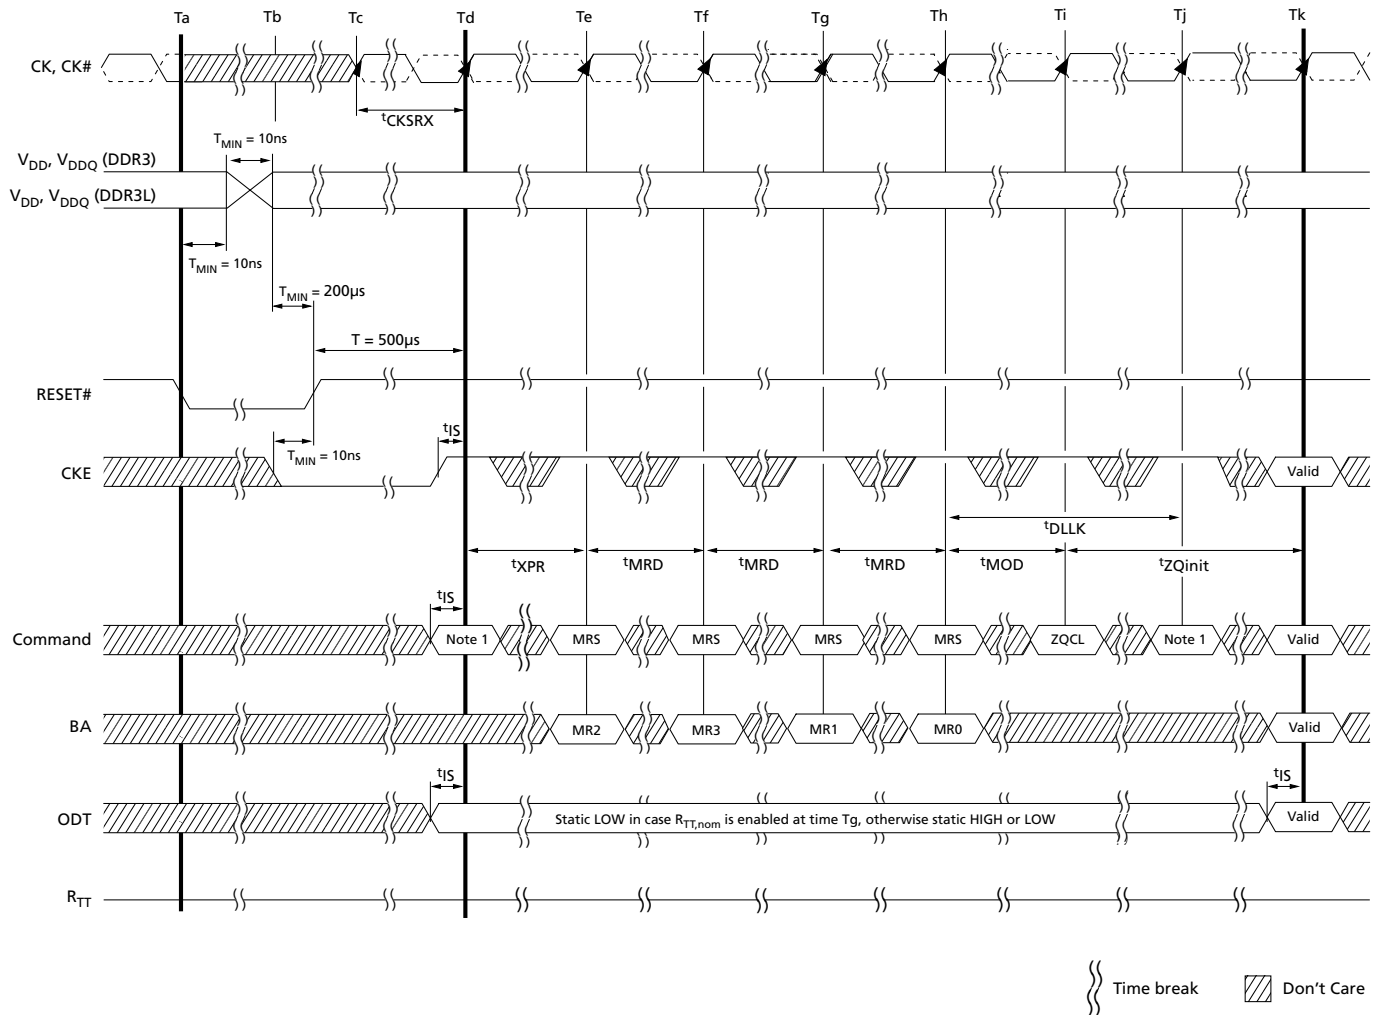 Ta Tb Tc Td Te Tf Tg Th Ti Tj Tk
CK, CK#
tCKSRX
TMIN = 10ns
VDD, VDDQ (DDR3)
VDD, VDDQ (DDR3L)
TMIN = 10ns
TMIN = 200µs
T = 500µs
RESET#
tIS
TMIN = 10ns
CKE Valid
tDLLK
tXPR tMRD tMRD tMRD tMOD tZQinit
tIS
Command Note 1 MRS MRS MRS MRS ZQCL Note 1 Valid
BA MR2 MR3 MR1 MR0 Valid
tIS tIS
ODT Static LOW in case RTT,nom is enabled at time Tg, otherwise static HIGH or LOW Valid
RTT
Time break Don't Care